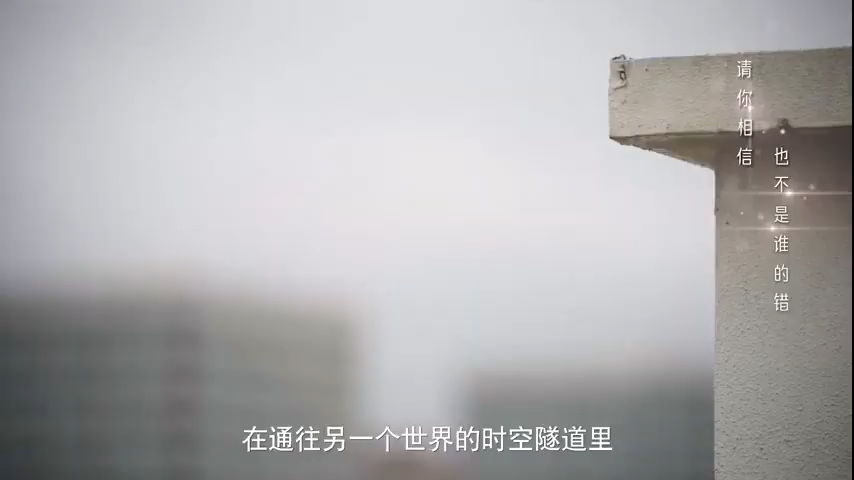 请你相信
也不是谁的错
在通往另一个世界的时空隧道里